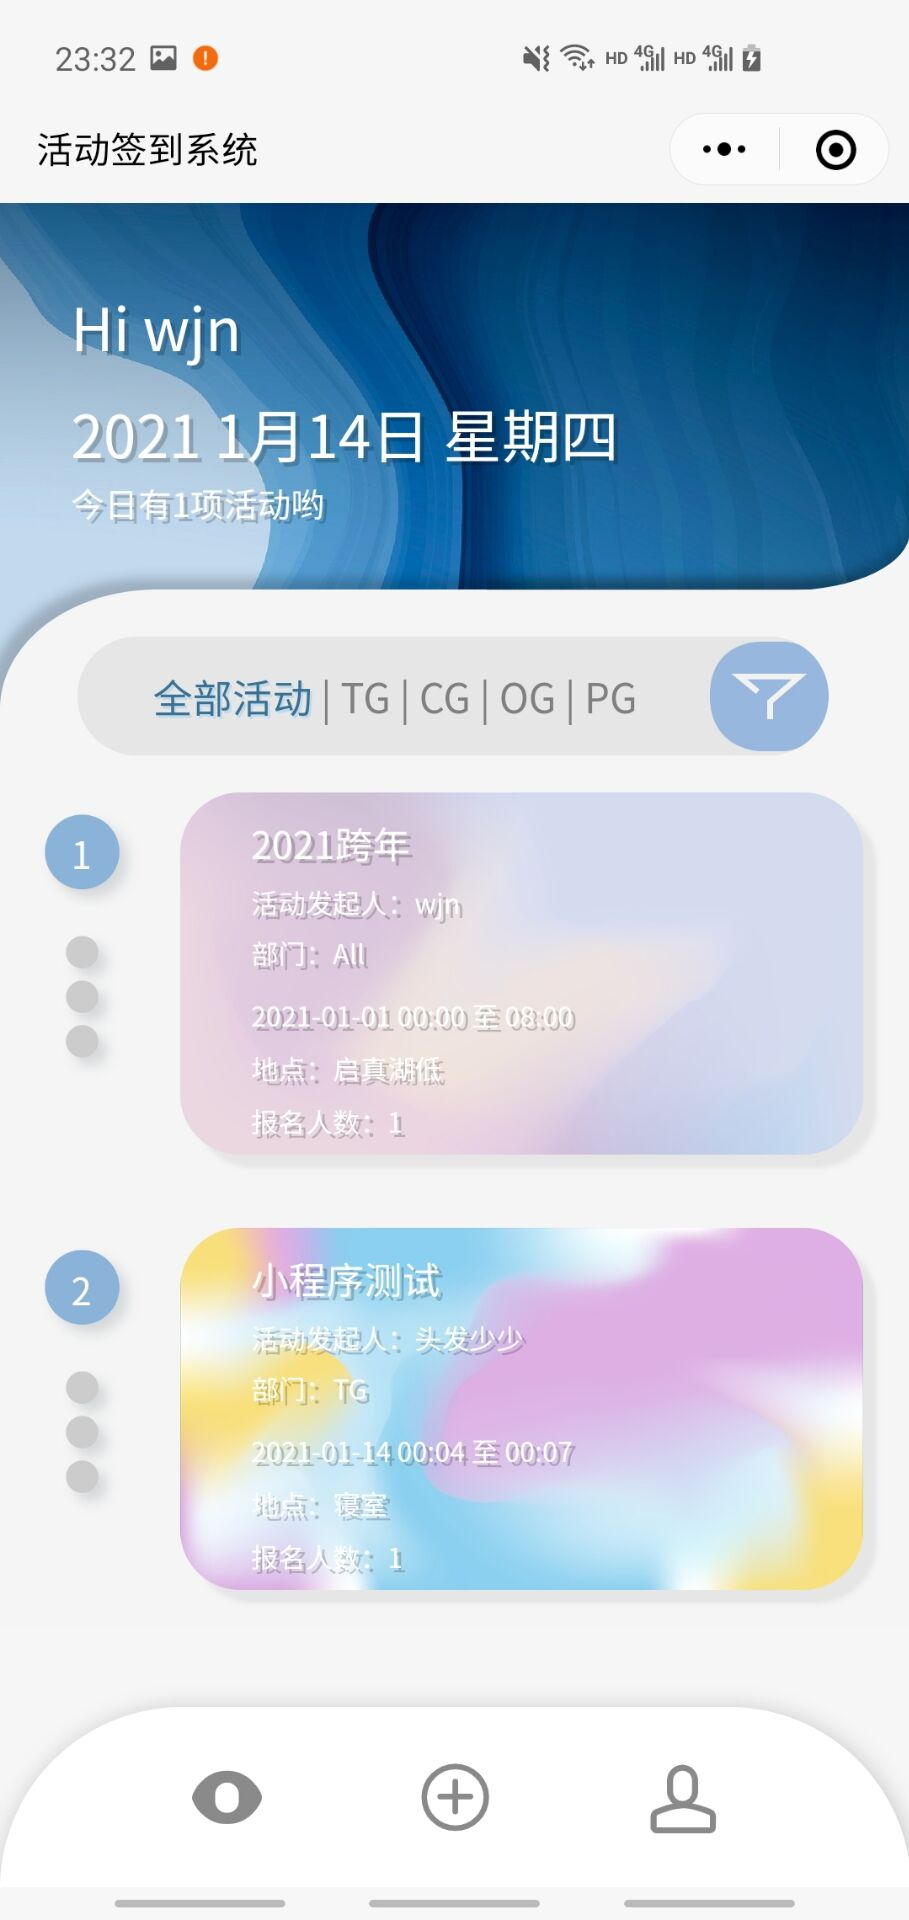 23:32 HD 4G HD 4G
活动签到系统
Hi wjn
2021 1月14日 星期四
今日有1项活动哟
全部活动 | TG | CG | OG | PG
1
2021跨年
活动发起人：wjn
部门：All
2021-01-01 00:00 至 08:00
地点：启真湖低
报名人数：1
2
小程序测试
活动发起人：头发少少
部门：TG
2021-01-14 00:04 至 00:07
地点：寝室
报名人数：1